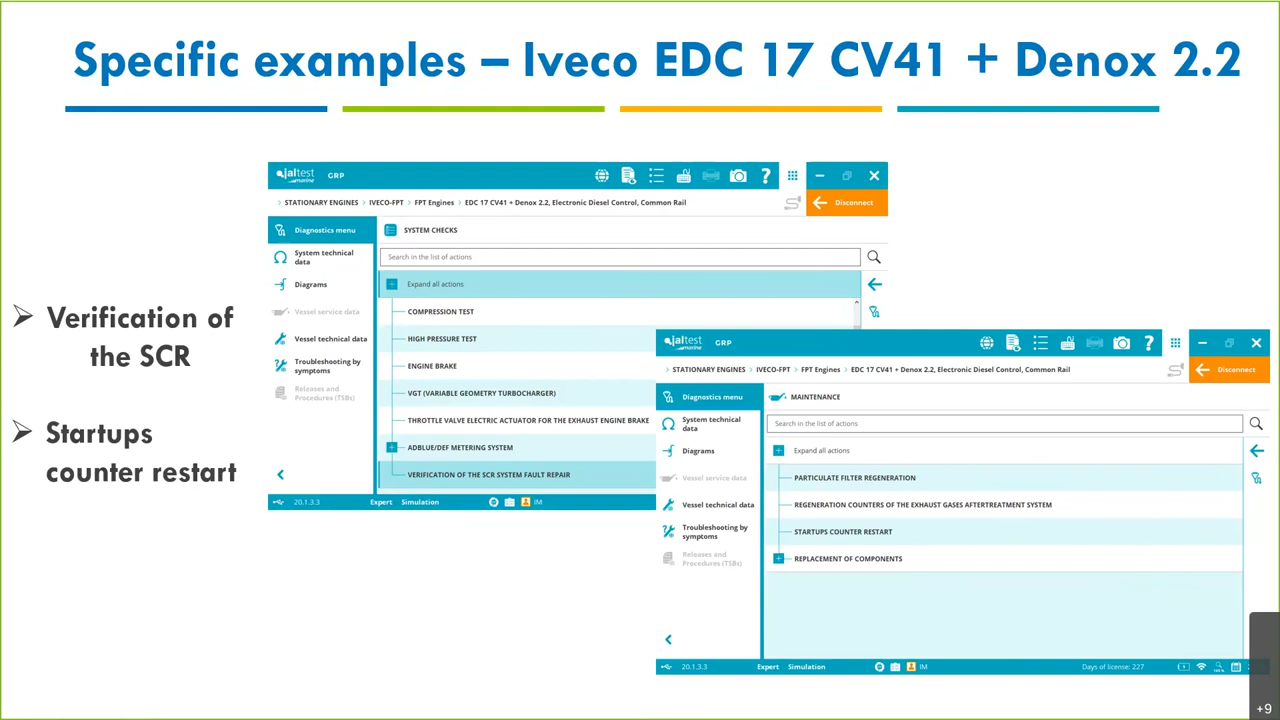 Specific examples – Iveco EDC 17 CV41 + Denox 2.2
Verification of
the SCR
Startups
counter restart
jaltest
marine
GRP
STATIONARY ENGINES > IVECO-FPT > FPT Engines > EDC 17 CV41 + Denox 2.2, Electronic Diesel Control, Common Rail
Disconnect
Diagnostics menu
System technical
data
Diagrams
Vessel service data
Vessel technical data
Troubleshooting by
symptoms
Releases and
Procedures (TSBs)
SYSTEM CHECKS
Search in the list of actions
Expand all actions
COMPRESSION TEST
HIGH PRESSURE TEST
ENGINE BRAKE
VGT (VARIABLE GEOMETRY TURBOCHARGER)
THROTTLE VALVE ELECTRIC ACTUATOR FOR THE EXHAUST ENGINE BRAKE
ADBLUE/DEF METERING SYSTEM
VERIFICATION OF THE SCR SYSTEM FAULT REPAIR
20.1.3.3 Expert Simulation IM
jaltest
marine
GRP
STATIONARY ENGINES > IVECO-FPT > FPT Engines > EDC 17 CV41 + Denox 2.2, Electronic Diesel Control, Common Rail
Disconnect
Diagnostics menu
System technical
data
Diagrams
Vessel service data
Vessel technical data
Troubleshooting by
symptoms
Releases and
Procedures (TSBs)
MAINTENANCE
Search in the list of actions
Expand all actions
PARTICULATE FILTER REGENERATION
REGENERATION COUNTERS OF THE EXHAUST GASES AFTERTREATMENT SYSTEM
STARTUPS COUNTER RESTART
REPLACEMENT OF COMPONENTS
20.1.3.3 Expert Simulation IM Days of license: 227
+9